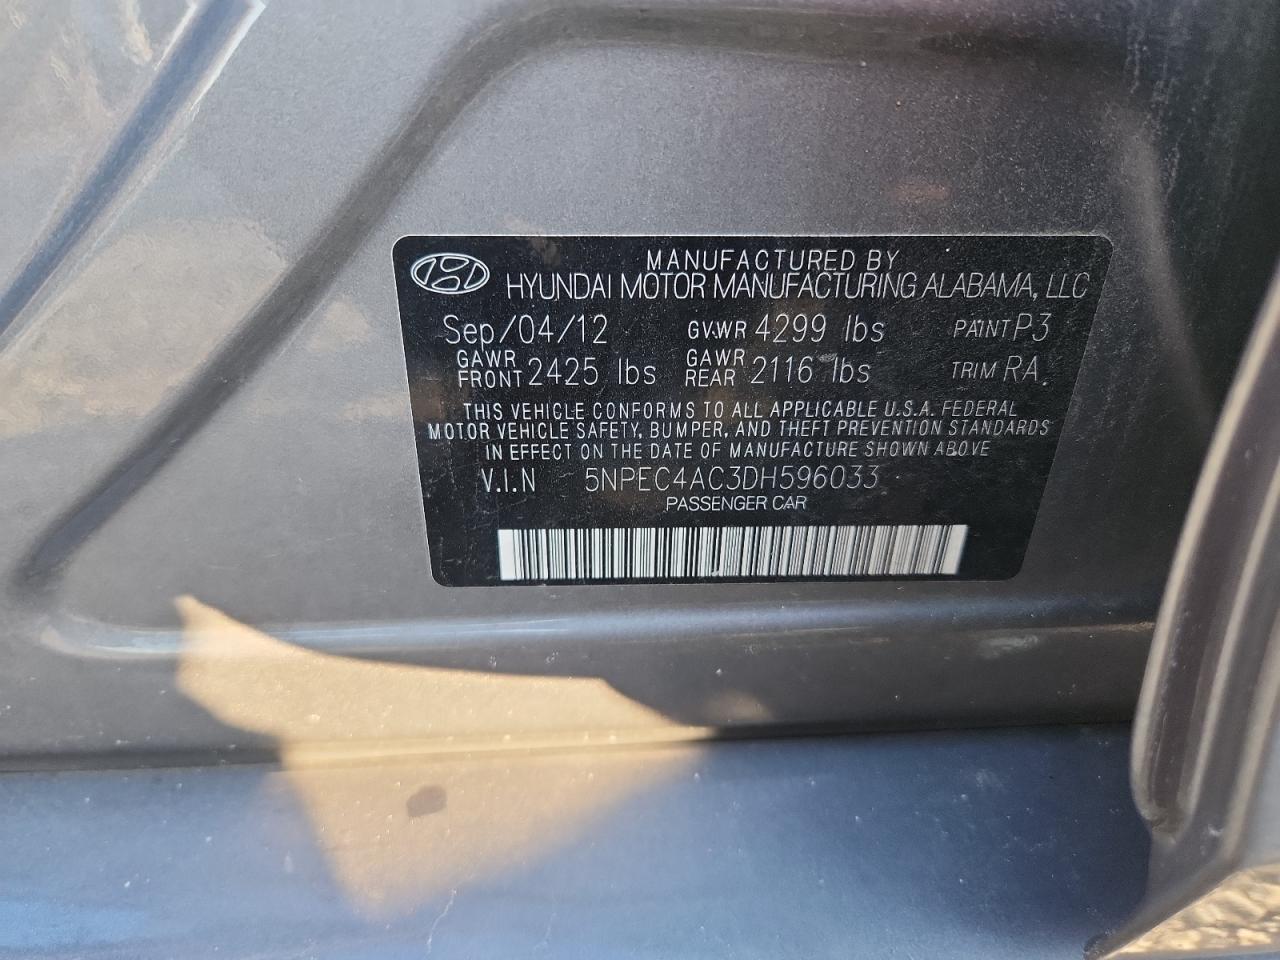 MANUFACTURED BY
HYUNDAI MOTOR MANUFACTURING ALABAMA, LLC
Sep/04/12 GVWR 4299 lbs PAINT P3
GAWR FRONT 2425 lbs GAWR REAR 2116 lbs TRIM RA
THIS VEHICLE CONFORMS TO ALL APPLICABLE U.S.A. FEDERAL
MOTOR VEHICLE SAFETY, BUMPER, AND THEFT PREVENTION STANDARDS
IN EFFECT ON THE DATE OF MANUFACTURE SHOWN ABOVE
V.I.N 5NPEC4AC3DH596033
PASSENGER CAR